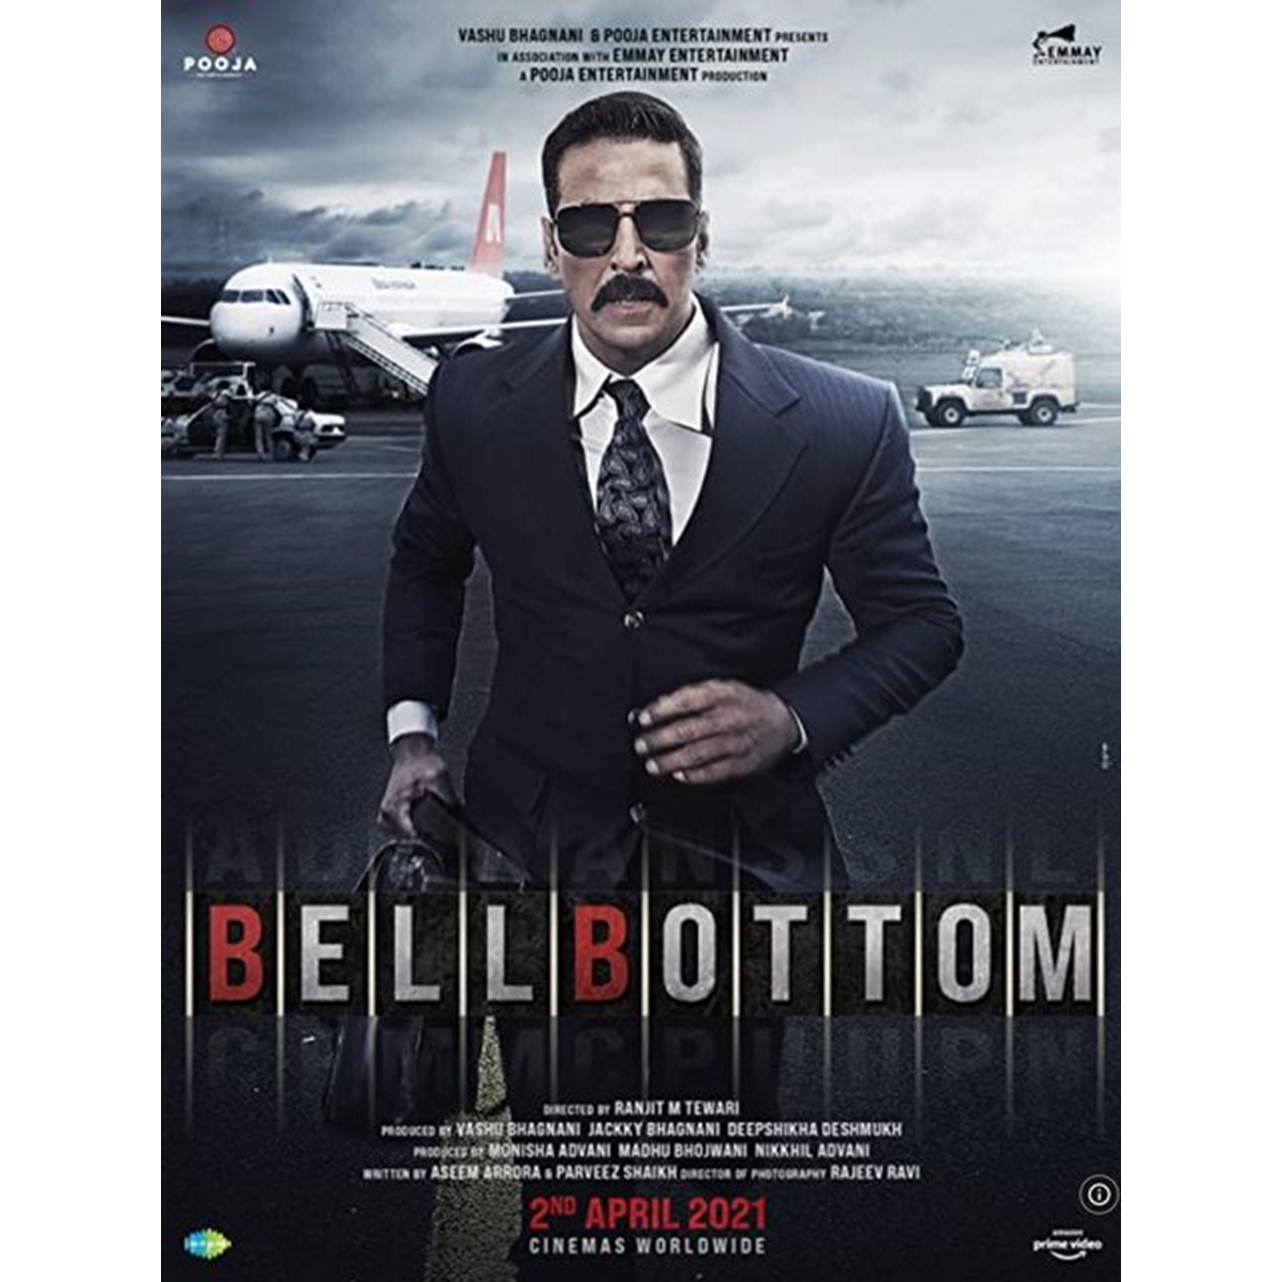 POOJA
VASHU BHAGNANI & POOJA ENTERTAINMENT PRESENTS
IN ASSOCIATION WITH EMMAY ENTERTAINMENT
A POOJA ENTERTAINMENT PRODUCTION
EMMAY
ENTERTAINMENT
BELLBOTTOM
DIRECTED BY RANJIT M TEWARI
PRODUCED BY VASHU BHAGNANI JACKKY BHAGNANI DEEPSHIKHA DESHMUKH
PRODUCED BY MONISHA ADVANI MADHU BHOJWANI NIKKHIL ADVANI
WRITTEN BY ASEEM ARRORA & PARVEEZ SHAIKH DIRECTOR OF PHOTOGRAPHY RAJEEV RAVI
2ND APRIL 2021
CINEMAS WORLDWIDE
amazon
prime video